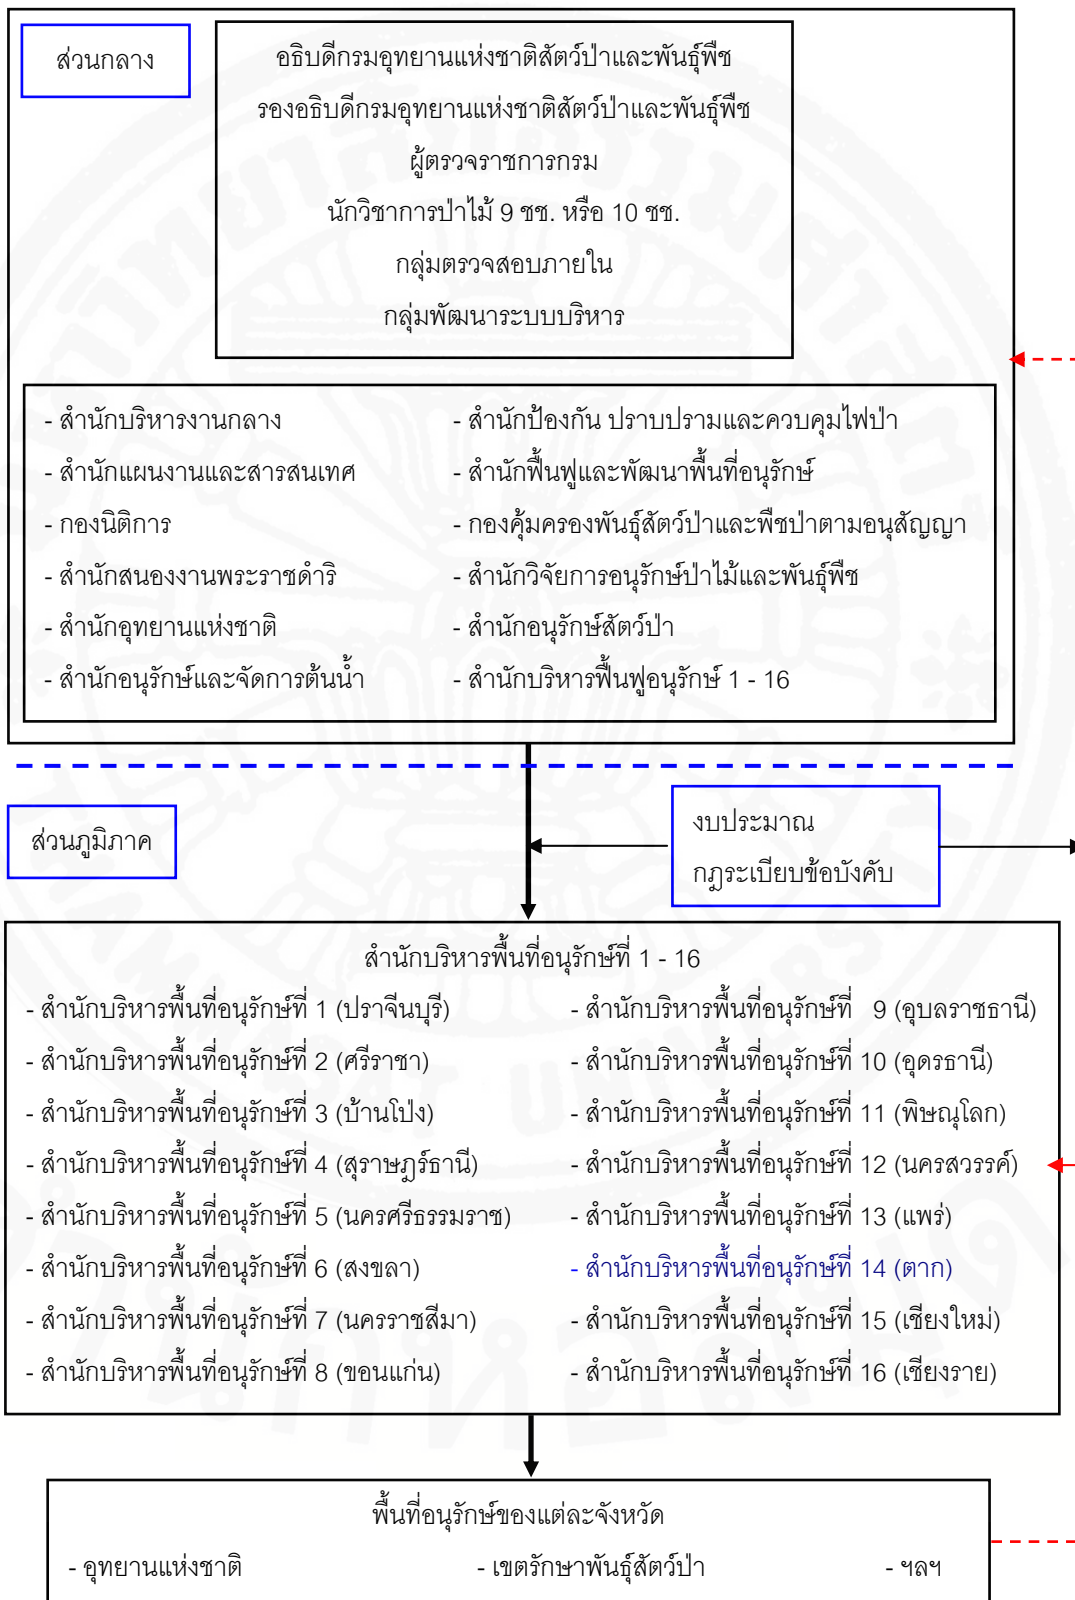 ส่วนกลาง
อธิบดีกรมอุทยานแห่งชาติสัตว์ป่าและพันธุ์พืช
รองอธิบดีกรมอุทยานแห่งชาติสัตว์ป่าและพันธุ์พืช
ผู้ตรวจราชการกรม
นักวิชาการป่าไม้ 9 ชช. หรือ 10 ชช.
กลุ่มตรวจสอบภายใน
กลุ่มพัฒนาระบบบริหาร
- สำนักบริหารงานกลาง
- สำนักแผนงานและสารสนเทศ
- กองนิติการ
- สำนักสนองงานพระราชดำริ
- สำนักอุทยานแห่งชาติ
- สำนักอนุรักษ์และจัดการต้นน้ำ
- สำนักป้องกัน ปราบปรามและควบคุมไฟป่า
- สำนักฟื้นฟูและพัฒนาพื้นที่อนุรักษ์
- กองคุ้มครองพันธุ์สัตว์ป่าและพืชป่าตามอนุสัญญา
- สำนักวิจัยการอนุรักษ์ป่าไม้และพันธุ์พืช
- สำนักอนุรักษ์สัตว์ป่า
- สำนักบริหารฟื้นฟูอนุรักษ์ 1 - 16
ส่วนภูมิภาค
งบประมาณ
กฎระเบียบข้อบังคับ
สำนักบริหารพื้นที่อนุรักษ์ที่ 1 - 16
- สำนักบริหารพื้นที่อนุรักษ์ที่ 1 (ปราจีนบุรี)
- สำนักบริหารพื้นที่อนุรักษ์ที่ 2 (ศรีราชา)
- สำนักบริหารพื้นที่อนุรักษ์ที่ 3 (บ้านโป่ง)
- สำนักบริหารพื้นที่อนุรักษ์ที่ 4 (สุราษฎร์ธานี)
- สำนักบริหารพื้นที่อนุรักษ์ที่ 5 (นครศรีธรรมราช)
- สำนักบริหารพื้นที่อนุรักษ์ที่ 6 (สงขลา)
- สำนักบริหารพื้นที่อนุรักษ์ที่ 7 (นครราชสีมา)
- สำนักบริหารพื้นที่อนุรักษ์ที่ 8 (ขอนแก่น)
- สำนักบริหารพื้นที่อนุรักษ์ที่ 9 (อุบลราชธานี)
- สำนักบริหารพื้นที่อนุรักษ์ที่ 10 (อุดรธานี)
- สำนักบริหารพื้นที่อนุรักษ์ที่ 11 (พิษณุโลก)
- สำนักบริหารพื้นที่อนุรักษ์ที่ 12 (นครสวรรค์)
- สำนักบริหารพื้นที่อนุรักษ์ที่ 13 (แพร่)
- สำนักบริหารพื้นที่อนุรักษ์ที่ 14 (ตาก)
- สำนักบริหารพื้นที่อนุรักษ์ที่ 15 (เชียงใหม่)
- สำนักบริหารพื้นที่อนุรักษ์ที่ 16 (เชียงราย)
พื้นที่อนุรักษ์ของแต่ละจังหวัด
- อุทยานแห่งชาติ - เขตรักษาพันธุ์สัตว์ป่า - ฯลฯ